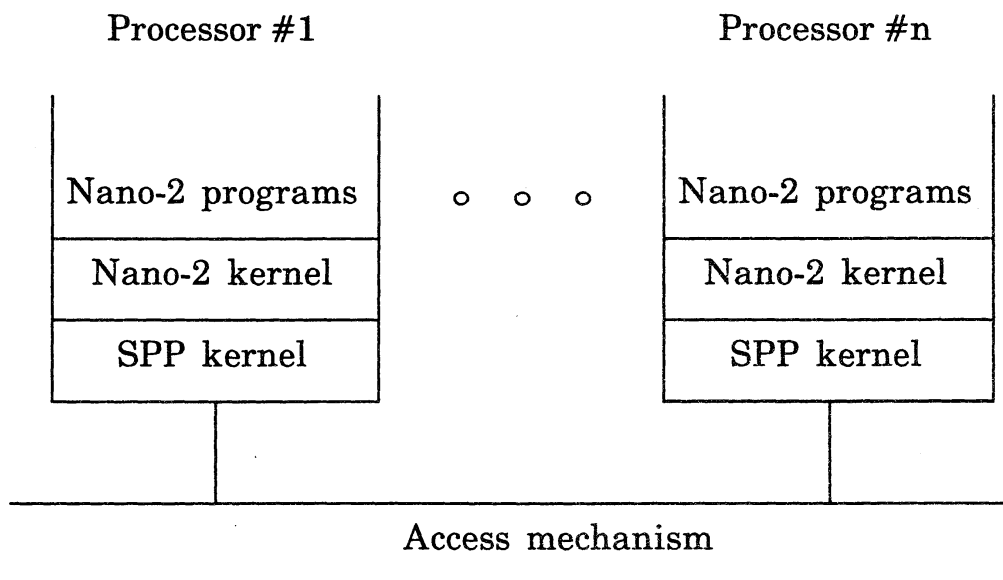 Processor #1
Processor #n
Nano-2 programs
Nano-2 programs
Nano-2 kernel
Nano-2 kernel
SPP kernel
SPP kernel
Access mechanism